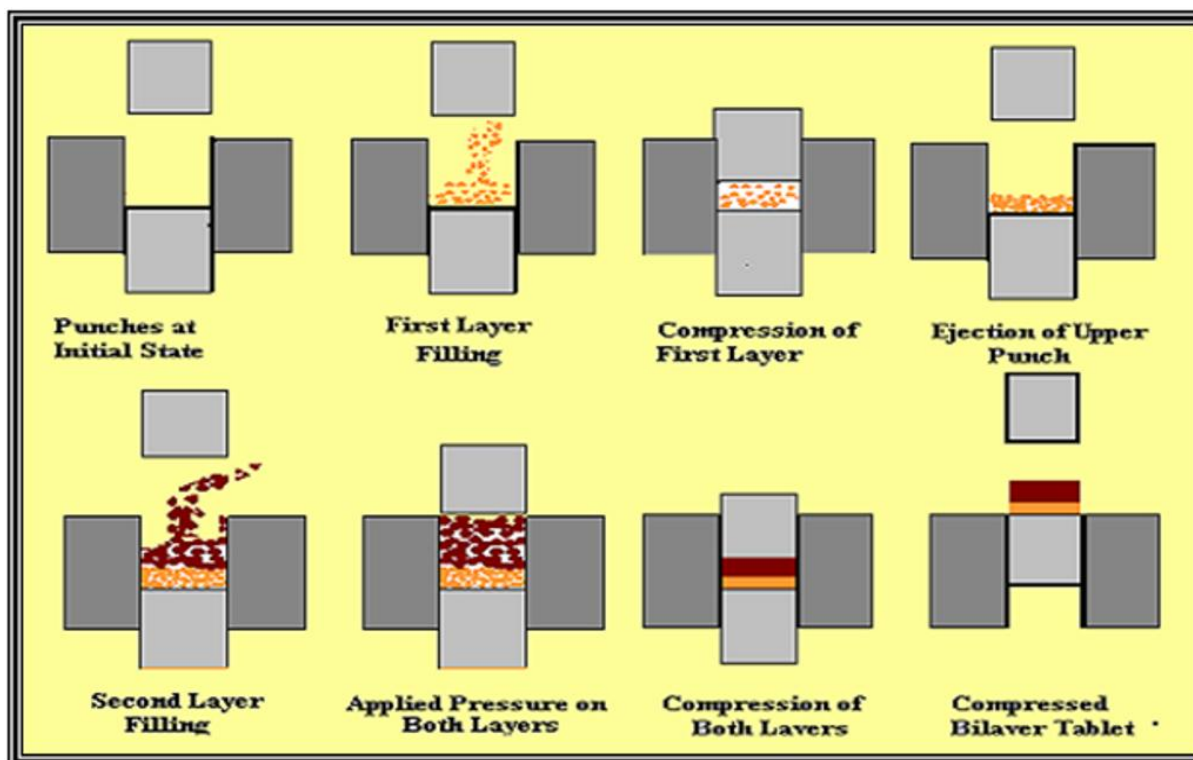 Punches at
Initial State
First Layer
Filling
Compression of
First Layer
Ejection of Upper
Punch
Second Layer
Filling
Applied Pressure on
Both Layers
Compression of
Both Lavers
Compressed
Bilaver Tablet .